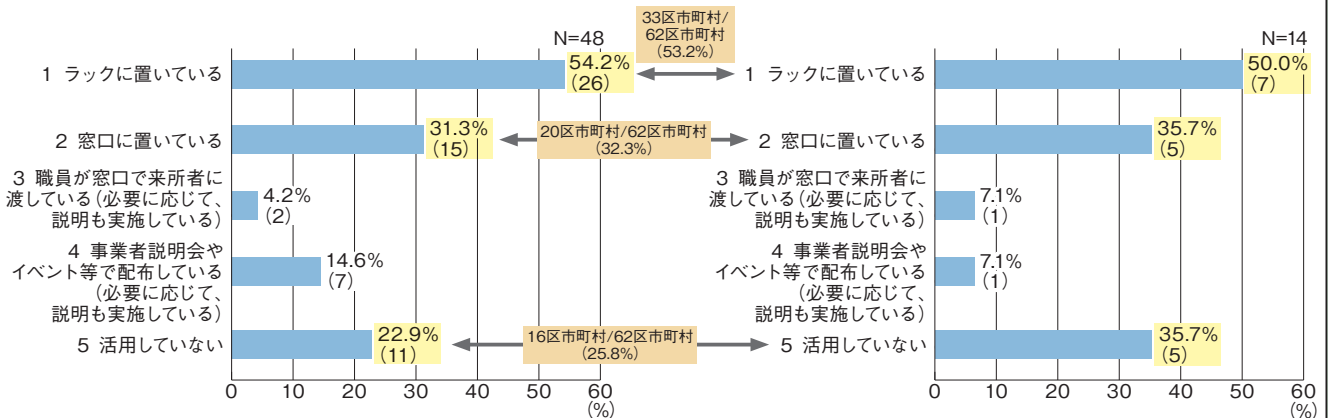 33区市町村/
62区市町村
(53.2%)
N=48
1 ラックに置いている
54.2%
(26)
2 窓口に置いている
31.3%
(15)
3 職員が窓口で来所者に
渡している(必要に応じて、
説明も実施している)
4.2%
(2)
4 事業者説明会や
イベント等で配布している
(必要に応じて、
説明も実施している)
14.6%
(7)
5 活用していない
22.9%
(11)
0 10 20 30 40 50 60
(%)
20区市町村/62区市町村
(32.3%)
16区市町村/62区市町村
(25.8%)
N=14
1 ラックに置いている
50.0%
(7)
2 窓口に置いている
35.7%
(5)
3 職員が窓口で来所者に
渡している(必要に応じて、
説明も実施している)
7.1%
(1)
4 事業者説明会や
イベント等で配布している
(必要に応じて、
説明も実施している)
7.1%
(1)
5 活用していない
35.7%
(5)
0 10 20 30 40 50 60
(%)